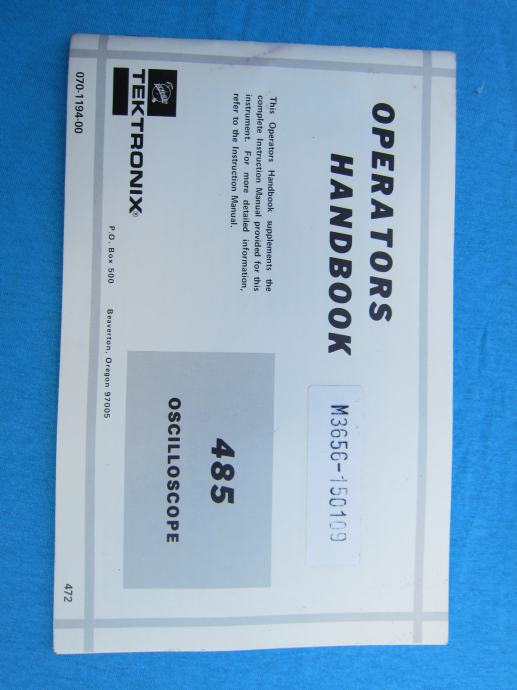 OPERATORS
HANDBOOK
M3656-150109
This Operators Handbook supplements the
complete Instruction Manual provided for this
instrument. For more detailed information,
refer to the Instruction Manual.
485
OSCILLOSCOPE
TEKTRONIX®
P.O. Box 500 Beaverton, Oregon 97005
070-1194-00
472